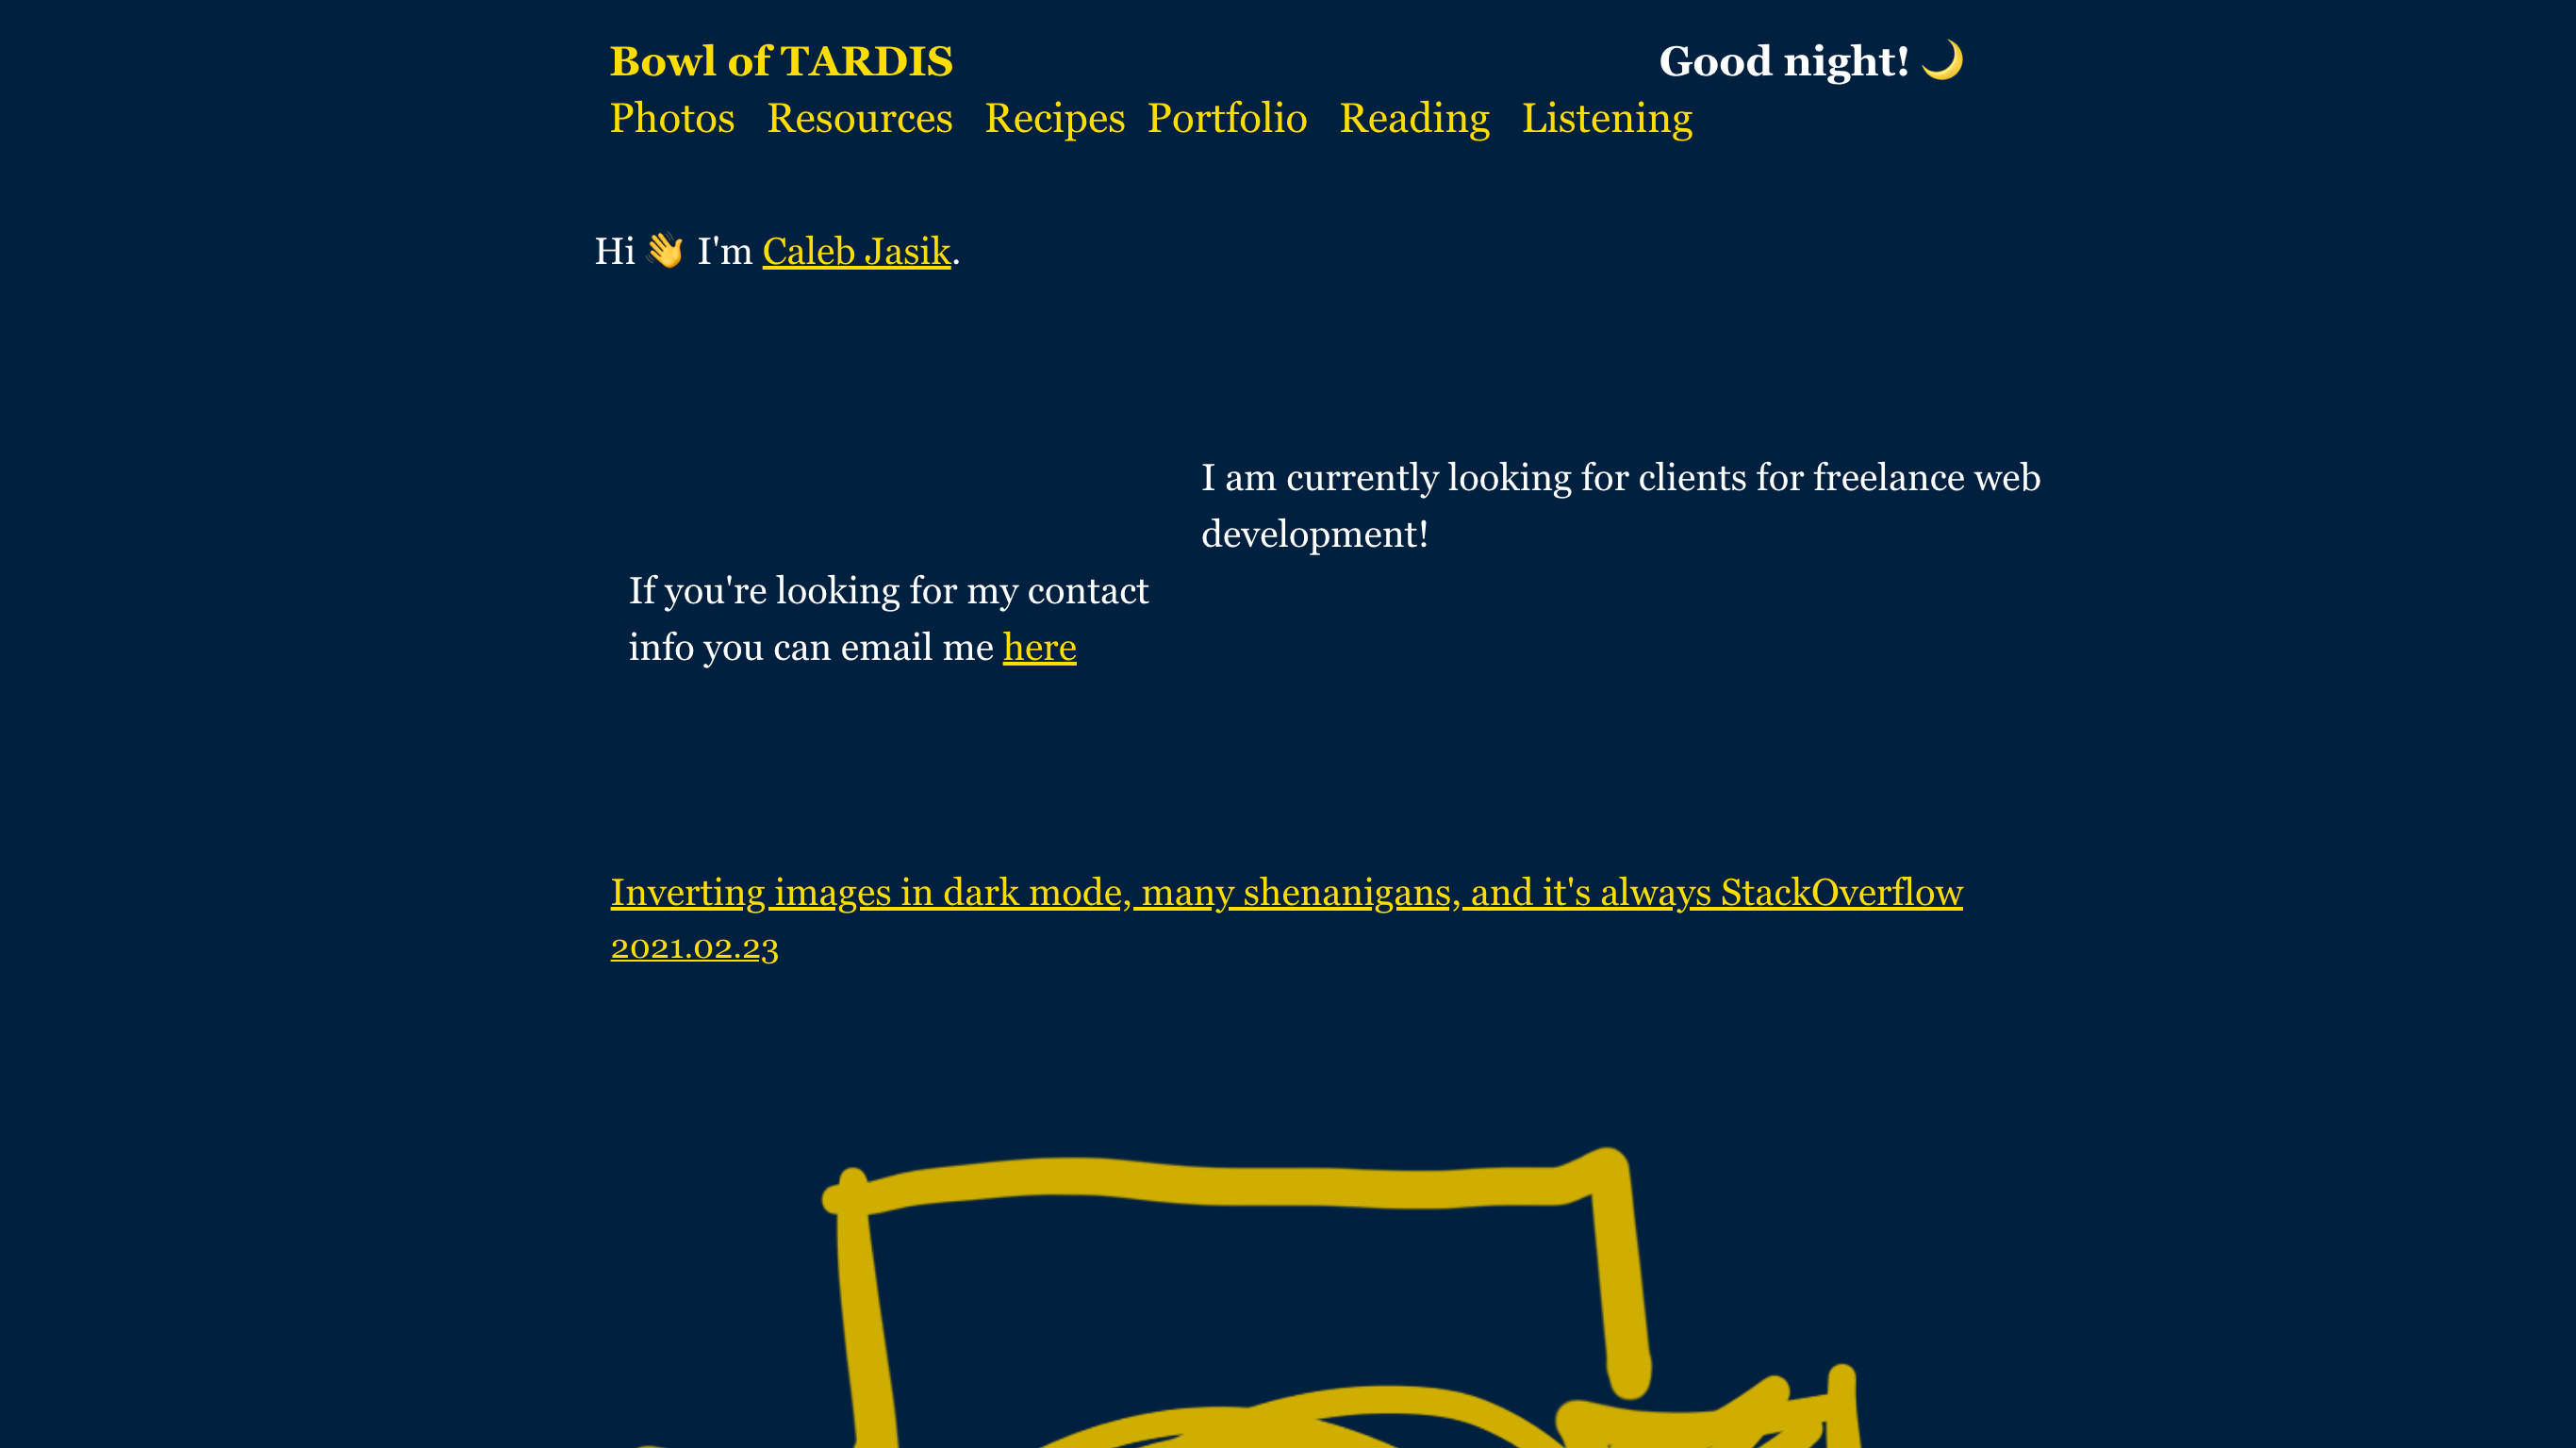 Bowl of TARDIS
Good night! 🌙
Photos Resources Recipes Portfolio Reading Listening
Hi 👋 I'm Caleb Jasik.
I am currently looking for clients for freelance web
development!
If you're looking for my contact
info you can email me here
Inverting images in dark mode, many shenanigans, and it's always StackOverflow
2021.02.23